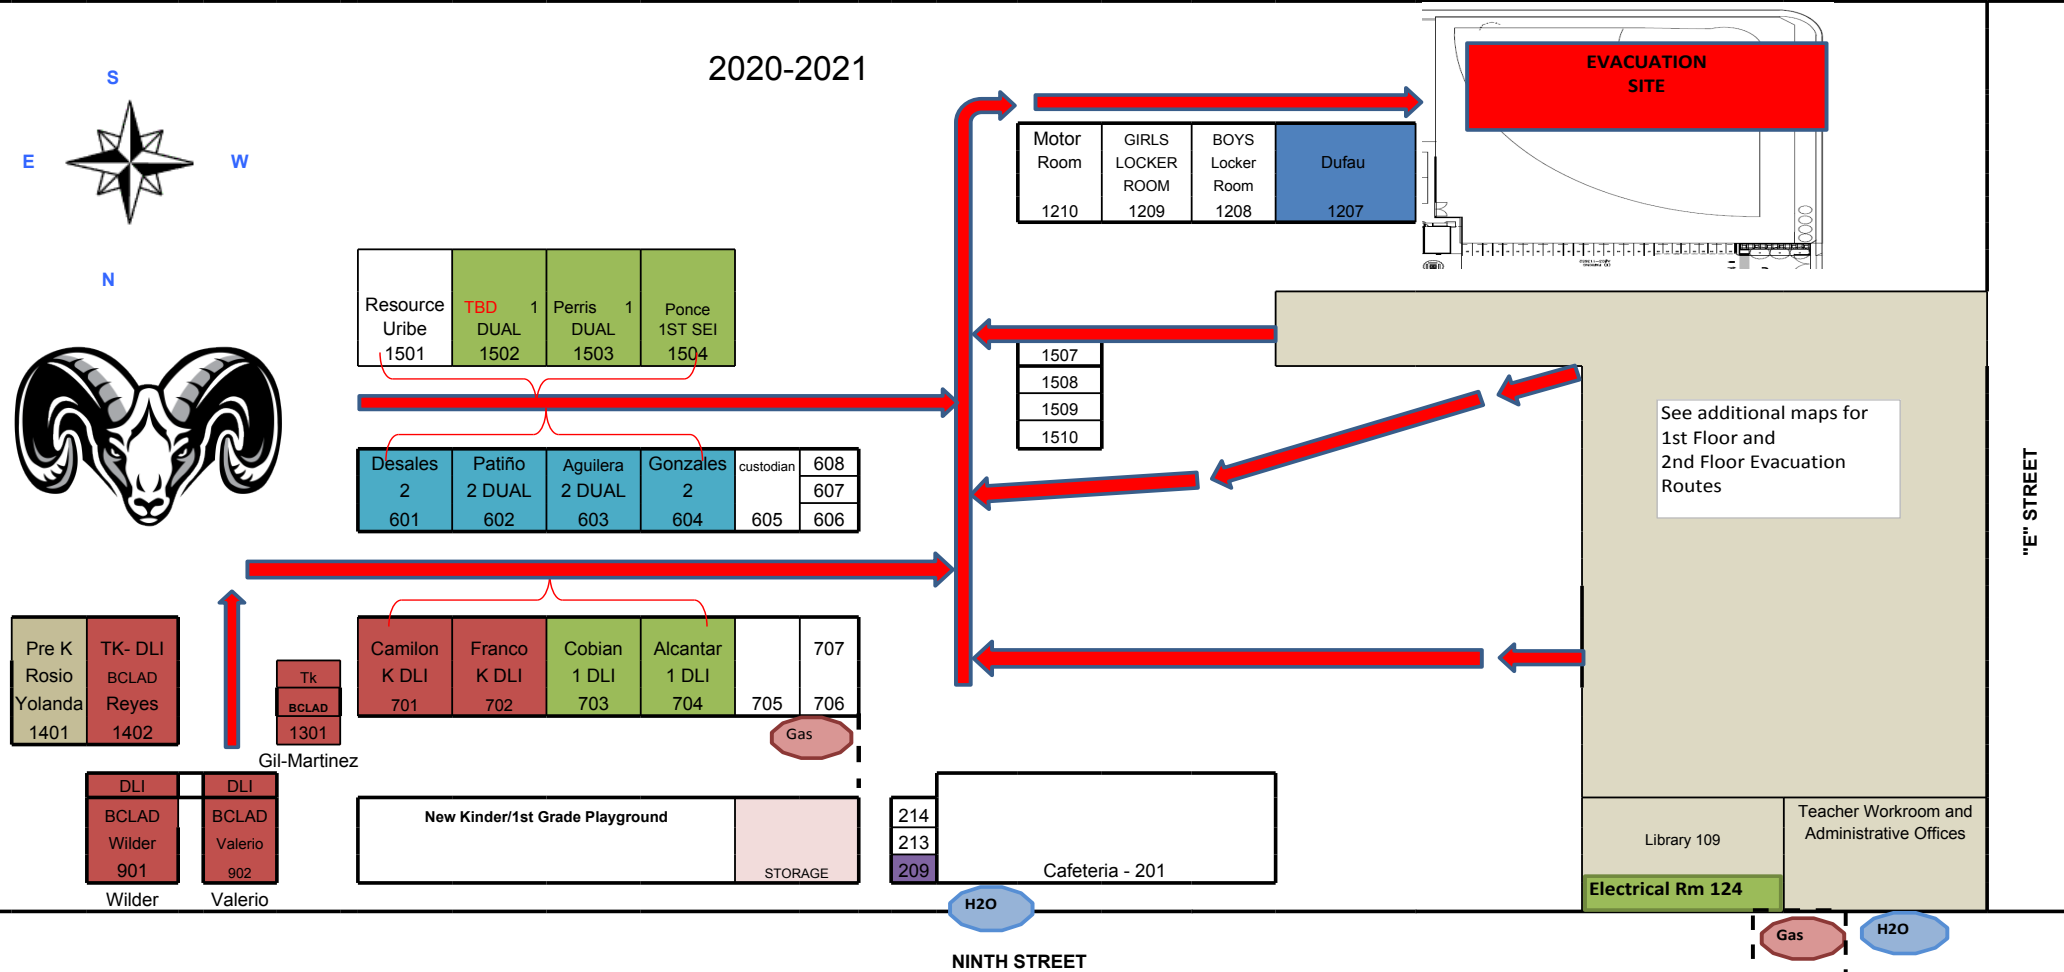 2020-2021
S
E
W
N
EVACUATION
SITE
Motor
Room
1210
GIRLS
LOCKER
ROOM
1209
BOYS
Locker
Room
1208
Dufau
1207
Resource
Uribe
1501
TBD 1
DUAL
1502
Perris 1
DUAL
1503
Ponce
1ST SEI
1504
1507
1508
1509
1510
See additional maps for
1st Floor and
2nd Floor Evacuation
Routes
"E" STREET
Desales
2
601
Patiño
2 DUAL
602
Aguilera
2 DUAL
603
Gonzales
2
604
custodian
605
608
607
606
Pre K
Rosio
Yolanda
1401
TK- DLI
BCLAD
Reyes
1402
Tk
BCLAD
1301
Gil-Martinez
Camilon
K DLI
701
Franco
K DLI
702
Cobian
1 DLI
703
Alcantar
1 DLI
704
705
707
706
Gas
DLI
BCLAD
Wilder
901
Wilder
DLI
BCLAD
Valerio
902
Valerio
New Kinder/1st Grade Playground
STORAGE
214
213
209
Cafeteria - 201
H2O
Library 109
Teacher Workroom and
Administrative Offices
Electrical Rm 124
Gas
H2O
NINTH STREET